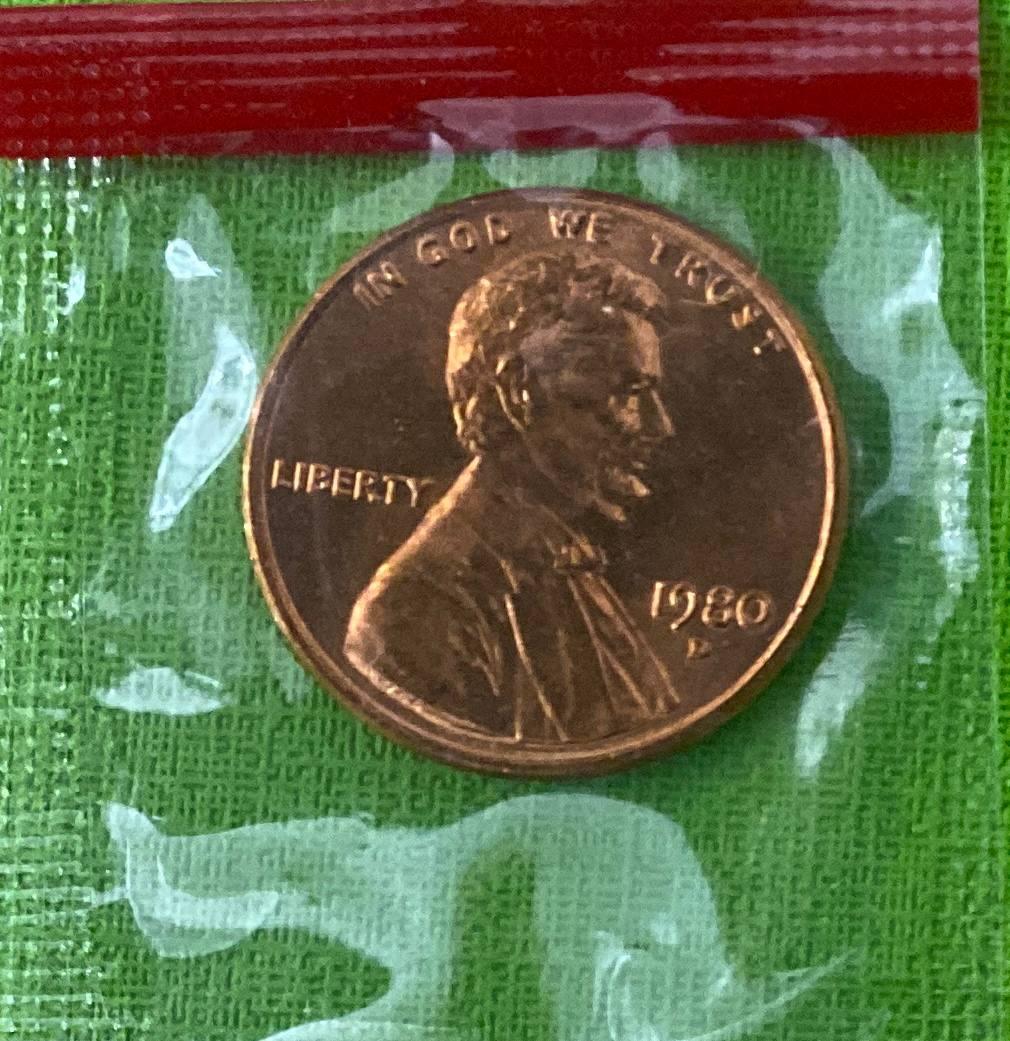 IN GOD WE TRUST
LIBERTY
1980
D